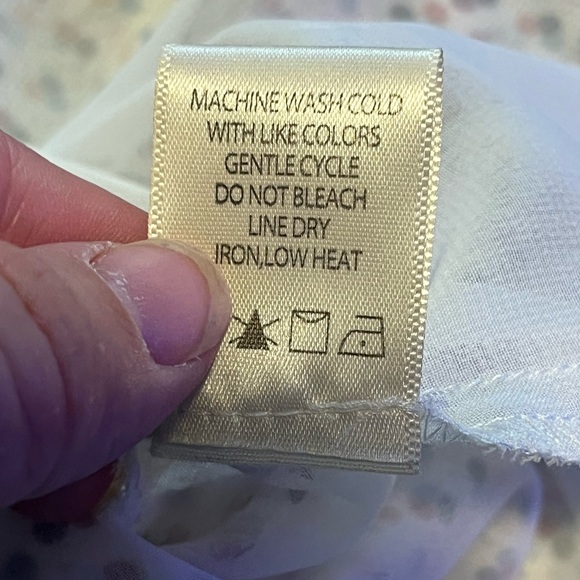 MACHINE WASH COLD
WITH LIKE COLORS
GENTLE CYCLE
DO NOT BLEACH
LINE DRY
IRON,LOW HEAT